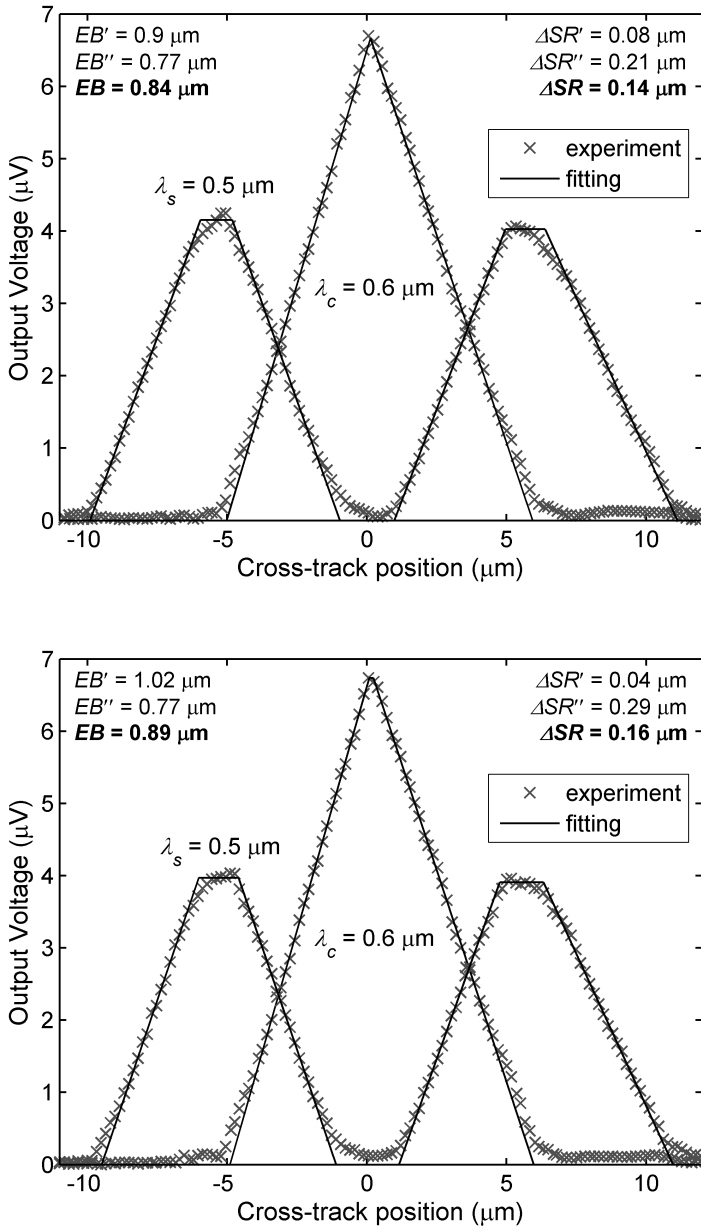 7
EB′ = 0.9 μm
ΔSR′ = 0.08 μm
EB′′ = 0.77 μm
ΔSR′′ = 0.21 μm
EB = 0.84 μm
ΔSR = 0.14 μm
6
experiment
fitting
5
λs = 0.5 μm
4
λc = 0.6 μm
3
2
1
0
Output Voltage (μV)
-10 -5 0 5 10
Cross-track position (μm)
7
EB′ = 1.02 μm
ΔSR′ = 0.04 μm
EB′′ = 0.77 μm
ΔSR′′ = 0.29 μm
EB = 0.89 μm
ΔSR = 0.16 μm
6
experiment
fitting
5
λs = 0.5 μm
4
λc = 0.6 μm
3
2
1
0
Output Voltage (μV)
-10 -5 0 5 10
Cross-track position (μm)